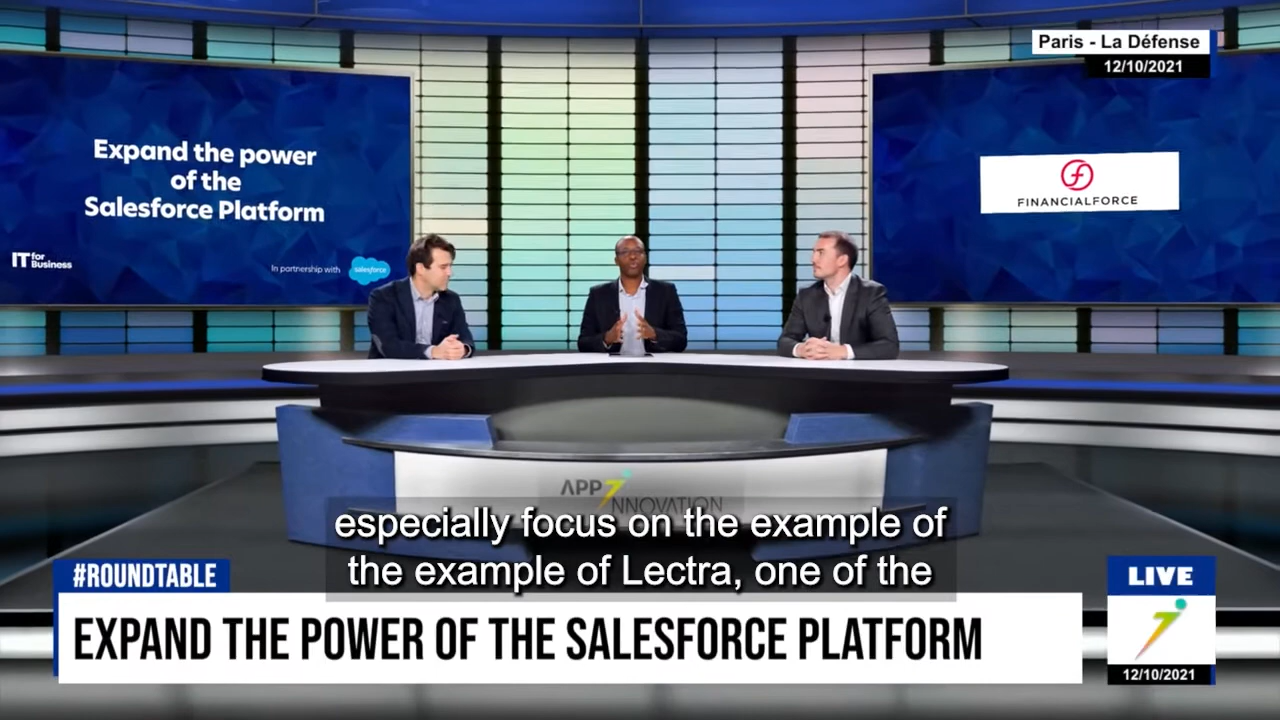 Paris - La Défense
12/10/2021
Expand the power
of the
Salesforce Platform
IT for
Business
In partnership with
salesforce
FINANCIALFORCE
APP
INNOVATION
especially focus on the example of
the example of Lectra, one of the
#ROUNDTABLE
EXPAND THE POWER OF THE SALESFORCE PLATFORM
LIVE
12/10/2021